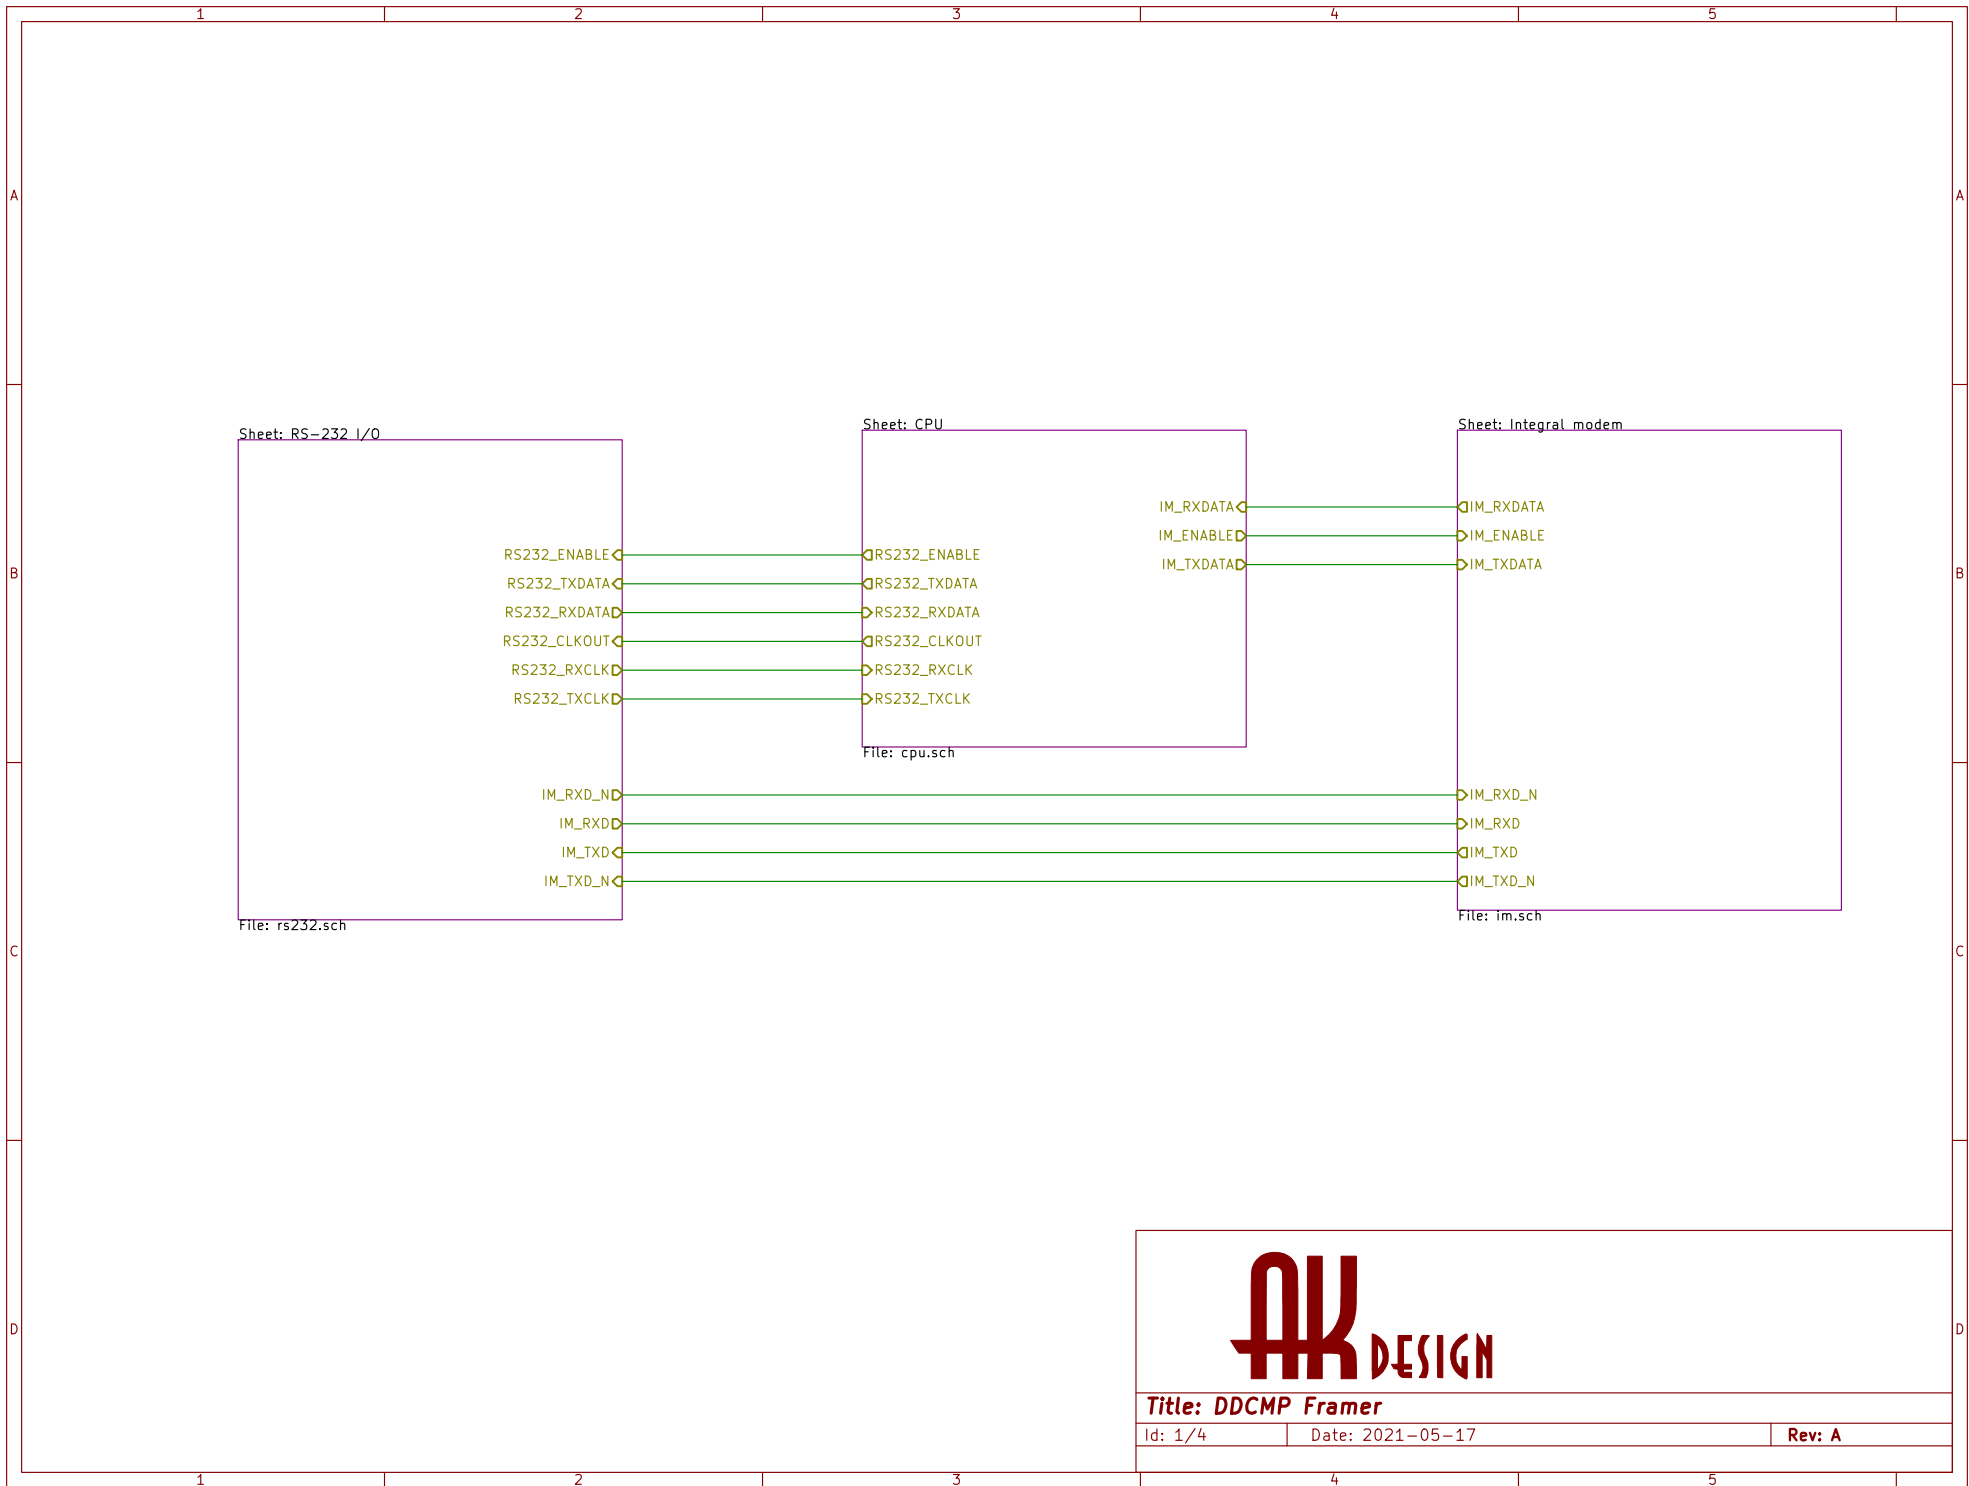 1 2 3 4 5
A A
Sheet: RS-232 I/O
RS232_ENABLE
RS232_TXDATA
RS232_RXDATA
RS232_CLKOUT
RS232_RXCLK
RS232_TXCLK
IM_RXD_N
IM_RXD
IM_TXD
IM_TXD_N
File: rs232.sch
Sheet: CPU
RS232_ENABLE
RS232_TXDATA
RS232_RXDATA
RS232_CLKOUT
RS232_RXCLK
RS232_TXCLK
IM_RXDATA
IM_ENABLE
IM_TXDATA
File: cpu.sch
Sheet: Integral modem
IM_RXDATA
IM_ENABLE
IM_TXDATA
IM_RXD_N
IM_RXD
IM_TXD
IM_TXD_N
File: im.sch
B B
C C
D D
AK DESIGN
Title: DDCMP Framer
Id: 1/4 Date: 2021-05-17 Rev: A
1 2 3 4 5